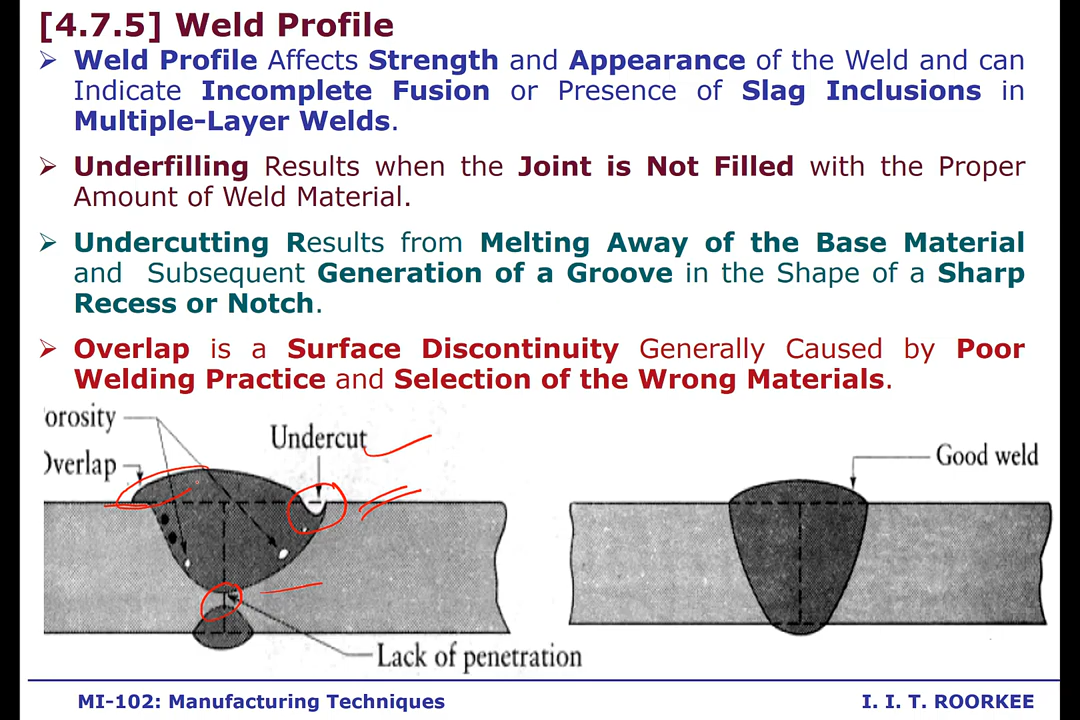 [4.7.5] Weld Profile
➢ Weld Profile Affects Strength and Appearance of the Weld and can
Indicate Incomplete Fusion or Presence of Slag Inclusions in
Multiple-Layer Welds.
➢ Underfilling Results when the Joint is Not Filled with the Proper
Amount of Weld Material.
➢ Undercutting Results from Melting Away of the Base Material
and Subsequent Generation of a Groove in the Shape of a Sharp
Recess or Notch.
➢ Overlap is a Surface Discontinuity Generally Caused by Poor
Welding Practice and Selection of the Wrong Materials.
orosity
Undercut
Overlap
Good weld
Lack of penetration
MI-102: Manufacturing Techniques
I. I. T. ROORKEE